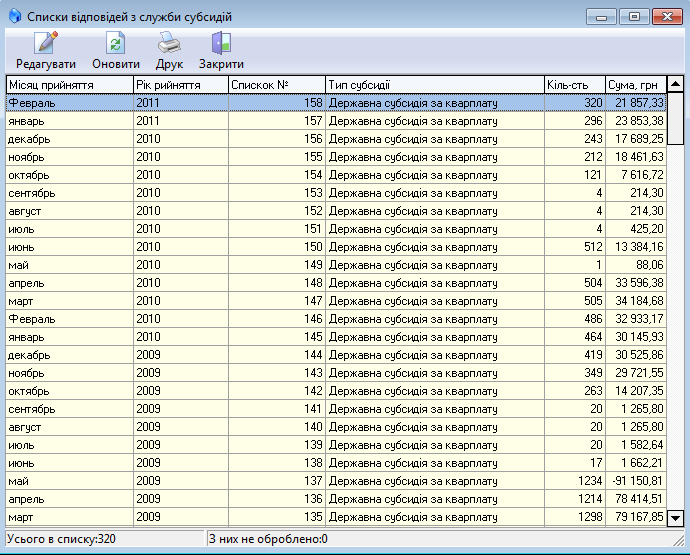 Списки відповідей з служби субсидій
Редагувати Оновити Друк Закрити
Місяц прийняття Рік рийняття Спискок № Тип субсидії Кіль-сть Сума, грн
Февраль 2011 158 Державна субсидія за кварплату 320 21 857,33
январь 2011 157 Державна субсидія за кварплату 296 23 853,38
декабрь 2010 156 Державна субсидія за кварплату 243 17 689,25
ноябрь 2010 155 Державна субсидія за кварплату 212 18 461,63
октябрь 2010 154 Державна субсидія за кварплату 121 7 616,72
сентябрь 2010 153 Державна субсидія за кварплату 4 214,30
август 2010 152 Державна субсидія за кварплату 4 214,30
июль 2010 151 Державна субсидія за кварплату 4 425,20
июнь 2010 150 Державна субсидія за кварплату 512 13 384,16
май 2010 149 Державна субсидія за кварплату 1 88,06
апрель 2010 148 Державна субсидія за кварплату 504 33 596,38
март 2010 147 Державна субсидія за кварплату 505 34 184,68
Февраль 2010 146 Державна субсидія за кварплату 486 32 933,17
январь 2010 145 Державна субсидія за кварплату 464 30 145,93
декабрь 2009 144 Державна субсидія за кварплату 419 30 525,86
ноябрь 2009 143 Державна субсидія за кварплату 349 29 721,55
октябрь 2009 142 Державна субсидія за кварплату 263 14 207,35
сентябрь 2009 141 Державна субсидія за кварплату 20 1 265,80
август 2009 140 Державна субсидія за кварплату 20 1 265,80
июль 2009 139 Державна субсидія за кварплату 20 1 582,64
июнь 2009 138 Державна субсидія за кварплату 17 1 662,21
май 2009 137 Державна субсидія за кварплату 1234 -91 150,81
апрель 2009 136 Державна субсидія за кварплату 1214 78 414,51
март 2009 135 Державна субсидія за кварплату 1298 79 167,85
Усього в списку:320 З них не оброблено:0